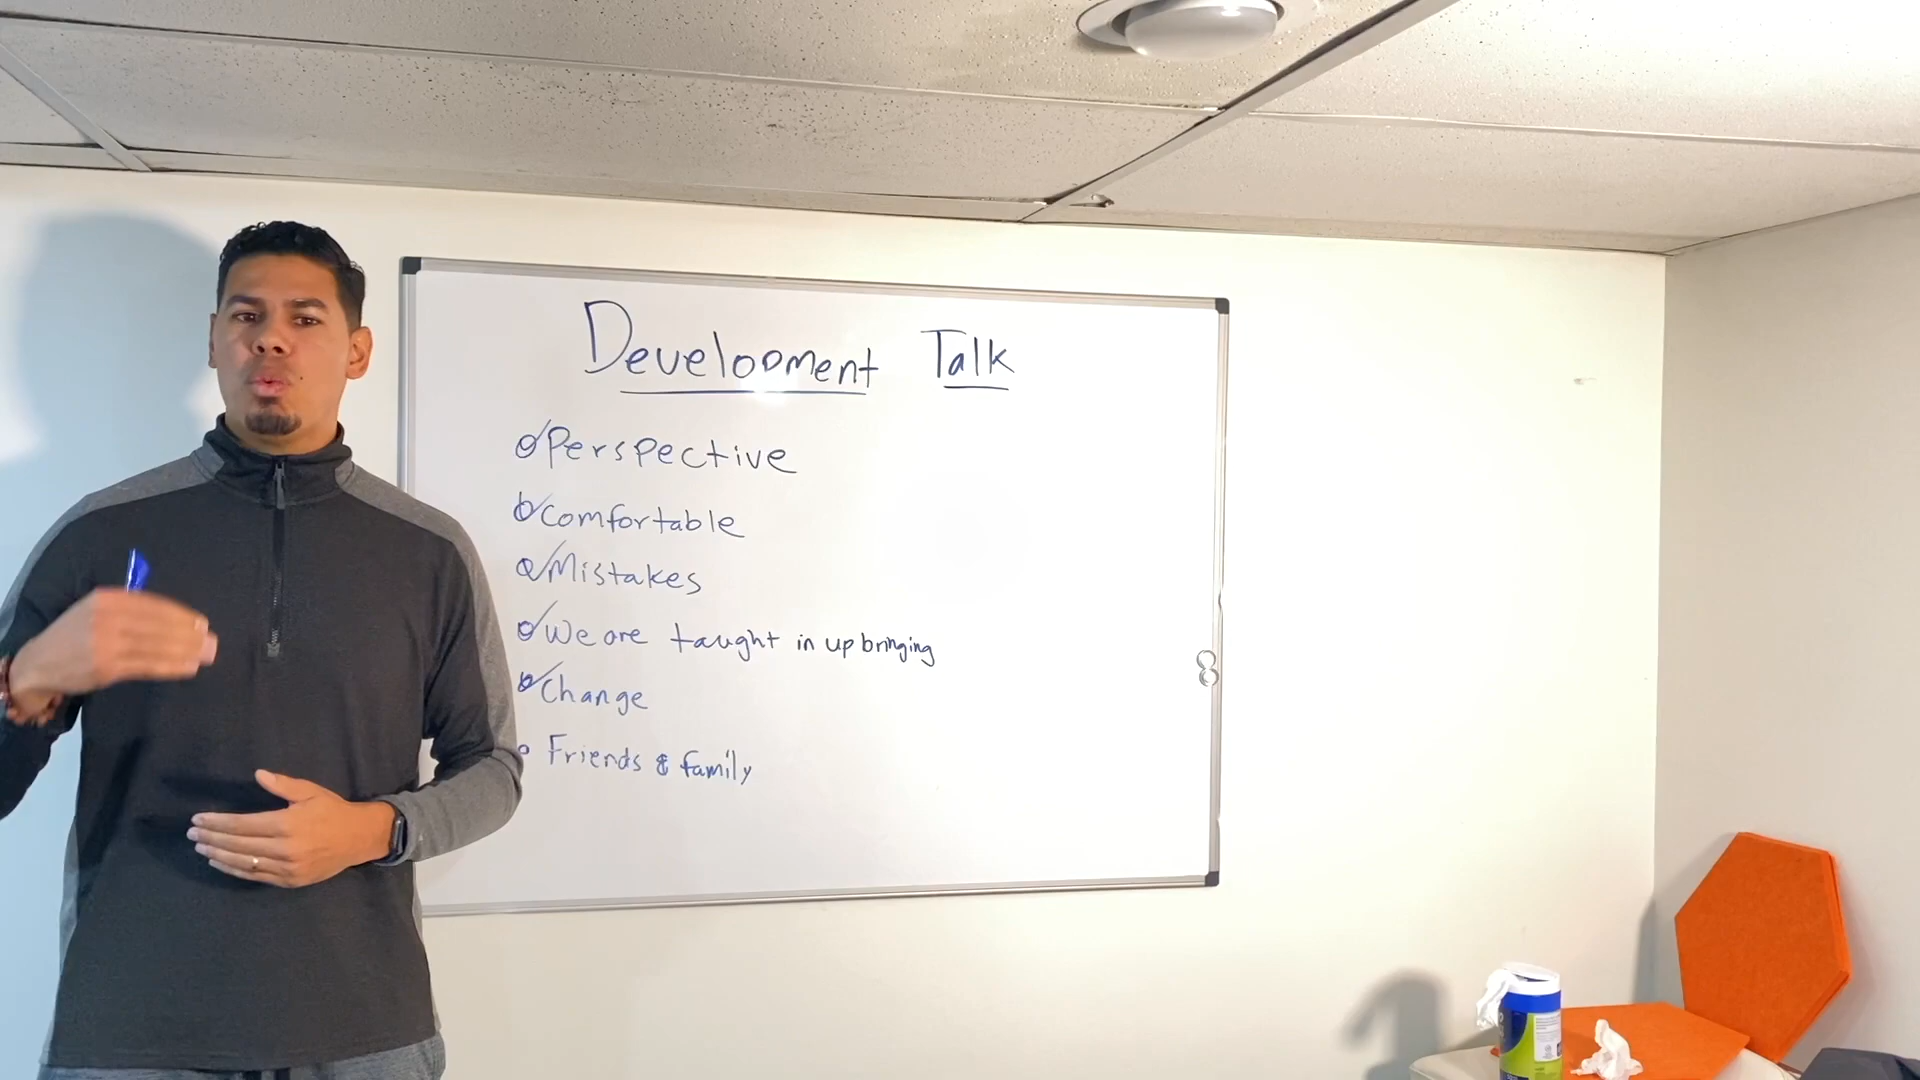 Development Talk
Perspective
Comfortable
Mistakes
We are taught in upbringing
Change
Friends & family